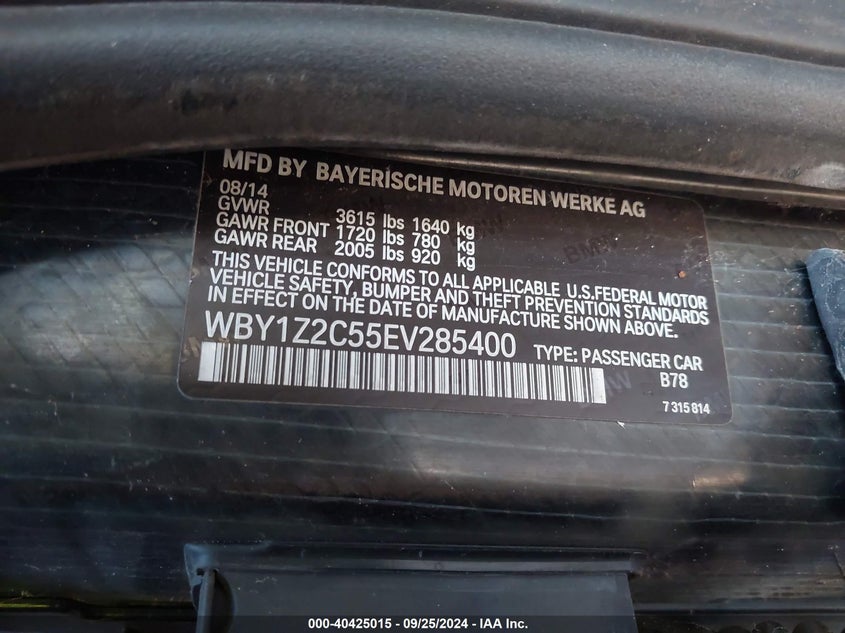 MFD BY BAYERISCHE MOTOREN WERKE AG
08/14
GVWR 3615 lbs 1640 kg
GAWR FRONT 1720 lbs 780 kg
GAWR REAR 2005 lbs 920 kg
THIS VEHICLE CONFORMS TO ALL APPLICABLE U.S.FEDERAL MOTOR
VEHICLE SAFETY, BUMPER AND THEFT PREVENTION STANDARDS
IN EFFECT ON THE DATE OF MANUFACTURE SHOWN ABOVE.
WBY1Z2C55EV285400 TYPE: PASSENGER CAR
B78
7 315 814
000-40425015 - 09/25/2024 - IAA Inc.